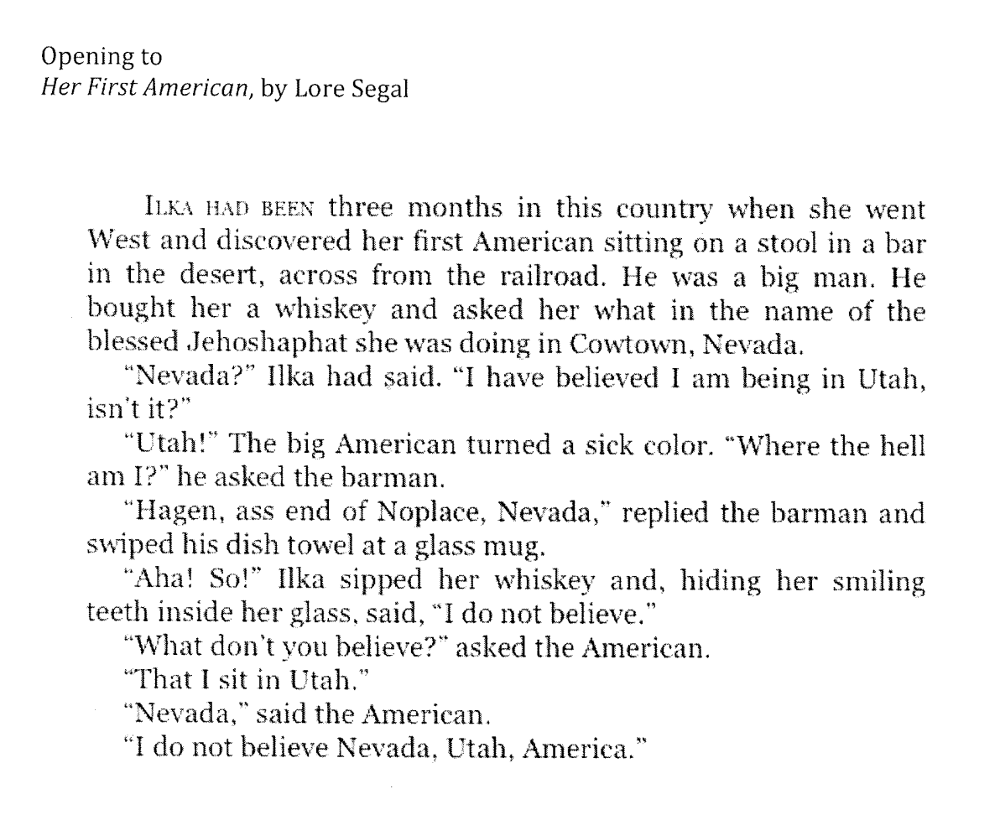 Opening to
Her First American, by Lore Segal
ILKA HAD BEEN three months in this country when she went
West and discovered her first American sitting on a stool in a bar
in the desert, across from the railroad. He was a big man. He
bought her a whiskey and asked her what in the name of the
blessed Jehoshaphat she was doing in Cowtown, Nevada.
“Nevada?” Ilka had said. “I have believed I am being in Utah,
isn't it?”
“Utah!” The big American turned a sick color. “Where the hell
am I?” he asked the barman.
“Hagen, ass end of Noplace, Nevada,” replied the barman and
swiped his dish towel at a glass mug.
“Aha! So!” Ilka sipped her whiskey and, hiding her smiling
teeth inside her glass, said, “I do not believe.”
“What don't you believe?” asked the American.
“That I sit in Utah.”
“Nevada,” said the American.
“I do not believe Nevada, Utah, America.”